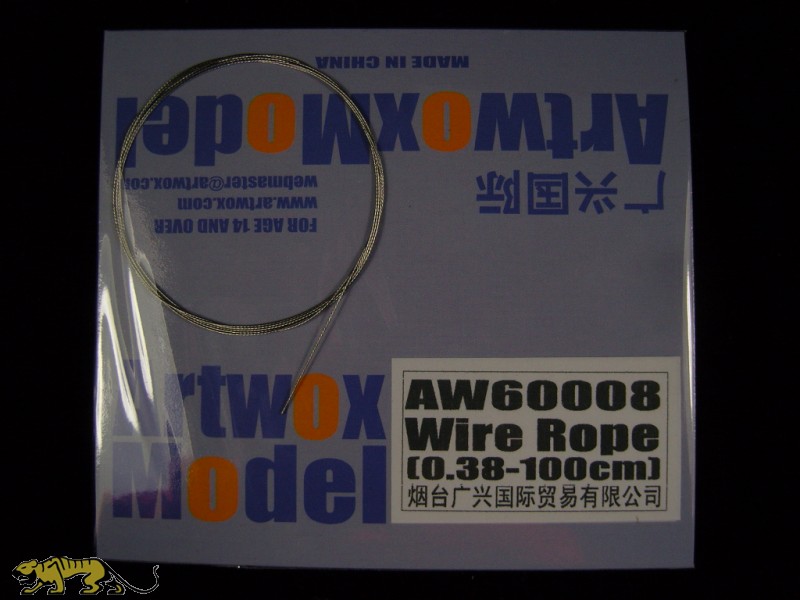 MADE IN CHINA
ArtwoxModel
广兴国际
webmaster@artwox.com
www.artwox.com
FOR AGE 14 AND OVER
Artwox
Model
AW60008
Wire Rope
(0.38-100cm)
烟台广兴国际贸易有限公司